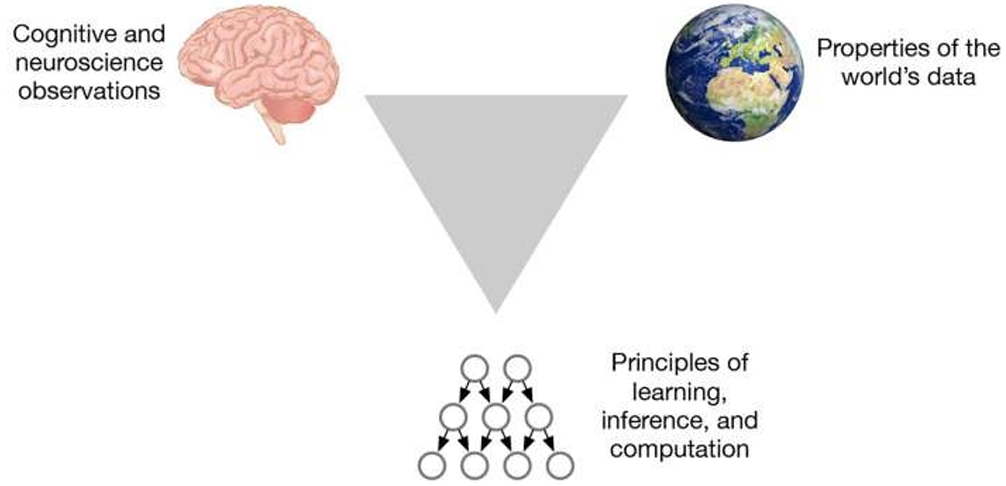 Cognitive and
neuroscience
observations
Properties of the
world's data
Principles of
learning,
inference, and
computation